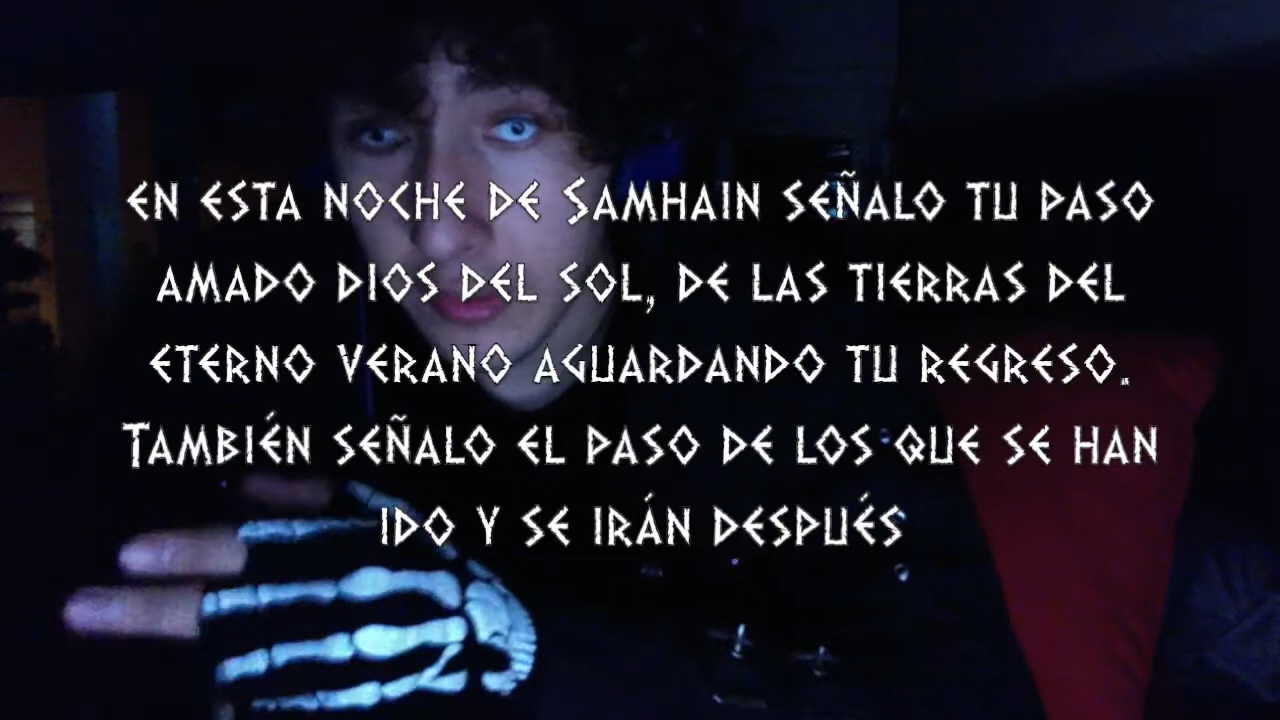 en esta noche de Samhain señalo tu paso
amado dios del sol, de las tierras del
eterno verano aguardando tu regreso.
También señalo el paso de los que se han
ido y se irán después